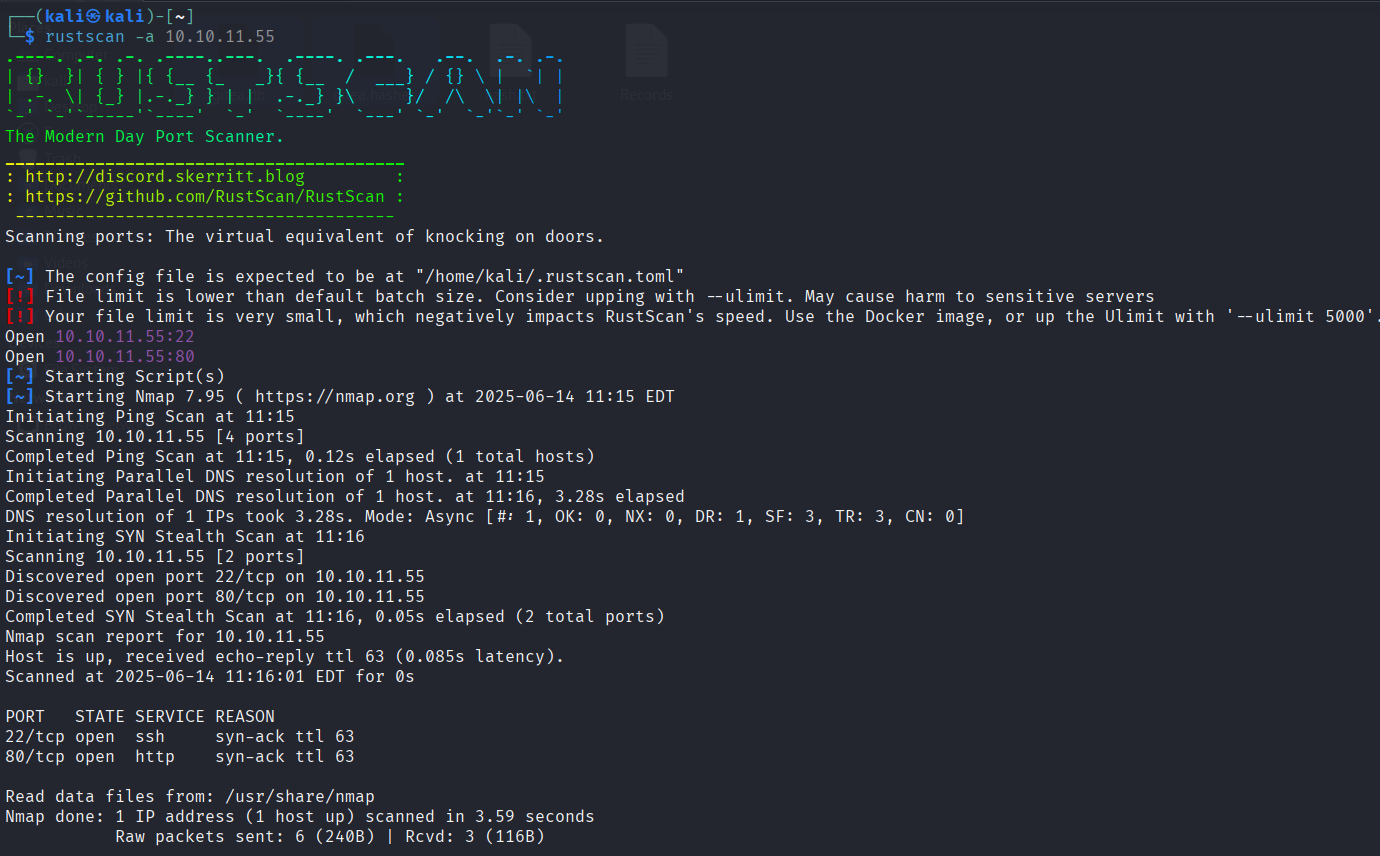 ┌──(kali㉿kali)-[~]
└─$ rustscan -a 10.10.11.55
.----. .-. .-. .----..---.  .----. .---.   .--.  .-. .-.
| {}  }| { } |{ {__ {_   _}{ {__  /  ___} / {} \ |  `| |
| .-. \| {_} |.-._} } | |  .-._} }\     }/  /\  \| |\  |
`-' `-'`-----'`----'  `-'  `----'  `---' `-'  `-'`-' `-'
The Modern Day Port Scanner.
________________________________________
: http://discord.skerritt.blog         :
: https://github.com/RustScan/RustScan :
 --------------------------------------
Scanning ports: The virtual equivalent of knocking on doors.
[~] The config file is expected to be at "/home/kali/.rustscan.toml"
[!] File limit is lower than default batch size. Consider upping with --ulimit. May cause harm to sensitive servers
[!] Your file limit is very small, which negatively impacts RustScan's speed. Use the Docker image, or up the Ulimit with '--ulimit 5000'.
Open 10.10.11.55:22
Open 10.10.11.55:80
[~] Starting Script(s)
[~] Starting Nmap 7.95 ( https://nmap.org ) at 2025-06-14 11:15 EDT
Initiating Ping Scan at 11:15
Scanning 10.10.11.55 [4 ports]
Completed Ping Scan at 11:15, 0.12s elapsed (1 total hosts)
Initiating Parallel DNS resolution of 1 host. at 11:15
Completed Parallel DNS resolution of 1 host. at 11:16, 3.28s elapsed
DNS resolution of 1 IPs took 3.28s. Mode: Async [#: 1, OK: 0, NX: 0, DR: 1, SF: 3, TR: 3, CN: 0]
Initiating SYN Stealth Scan at 11:16
Scanning 10.10.11.55 [2 ports]
Discovered open port 22/tcp on 10.10.11.55
Discovered open port 80/tcp on 10.10.11.55
Completed SYN Stealth Scan at 11:16, 0.05s elapsed (2 total ports)
Nmap scan report for 10.10.11.55
Host is up, received echo-reply ttl 63 (0.085s latency).
Scanned at 2025-06-14 11:16:01 EDT for 0s
PORT   STATE SERVICE REASON
22/tcp open  ssh     syn-ack ttl 63
80/tcp open  http    syn-ack ttl 63
Read data files from: /usr/share/nmap
Nmap done: 1 IP address (1 host up) scanned in 3.59 seconds
           Raw packets sent: 6 (240B) | Rcvd: 3 (116B)
Records
Videos